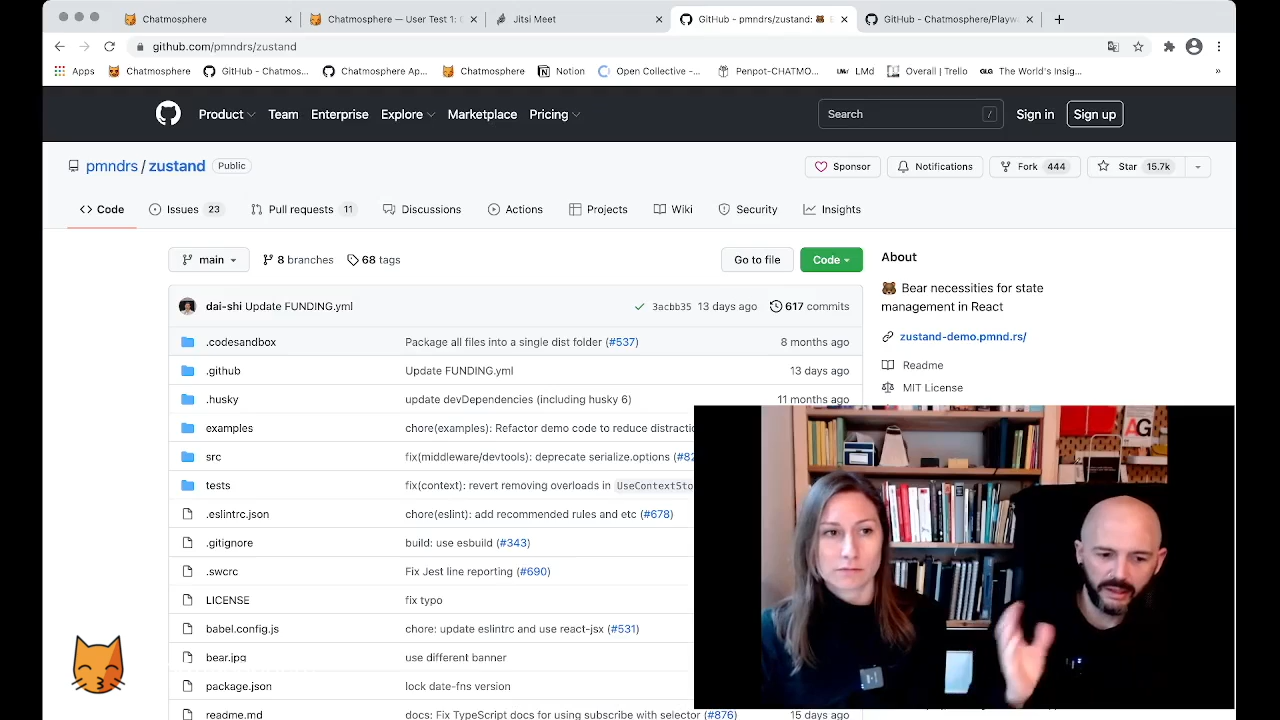 Chatmosphere
Chatmosphere — User Test 1:
Jitsi Meet
GitHub - pmndrs/zustand: 🐻
GitHub - Chatmosphere/Playw
github.com/pmndrs/zustand
Apps
Chatmosphere
GitHub - Chatmos...
Chatmosphere Ap...
Chatmosphere
Notion
Open Collective -...
Penpot-CHATMO...
LMd
Overall | Trello
GLG The World's Insig...
»
Product
Team
Enterprise
Explore
Marketplace
Pricing
Search /
Sign in
Sign up
pmndrs / zustand Public
Sponsor
Notifications
Fork 444
Star 15.7k
Code
Issues 23
Pull requests 11
Discussions
Actions
Projects
Wiki
Security
Insights
main
8 branches
68 tags
Go to file
Code
About
🐻 Bear necessities for state
management in React
zustand-demo.pmnd.rs/
Readme
MIT License
dai-shi Update FUNDING.yml 3acbb35 13 days ago 617 commits
Package all files into a single dist folder (#537) 8 months ago
.github Update FUNDING.yml 13 days ago
.husky update devDependencies (including husky 6) 11 months ago
examples chore(examples): Refactor demo code to reduce distractio
src fix(middleware/devtools): deprecate serialize.options (#82
tests fix(context): revert removing overloads in UseContextSto
.eslintrc.json chore(eslint): add recommended rules and etc (#678)
.gitignore build: use esbuild (#343)
.swcrc Fix Jest line reporting (#690)
LICENSE fix typo
babel.config.js chore: update eslintrc and use react-jsx (#531)
bear.jpg use different banner
package.json lock date-fns version
readme.md docs: Fix TypeScript docs for using subscribe with selector (#876) 15 days ago
AG